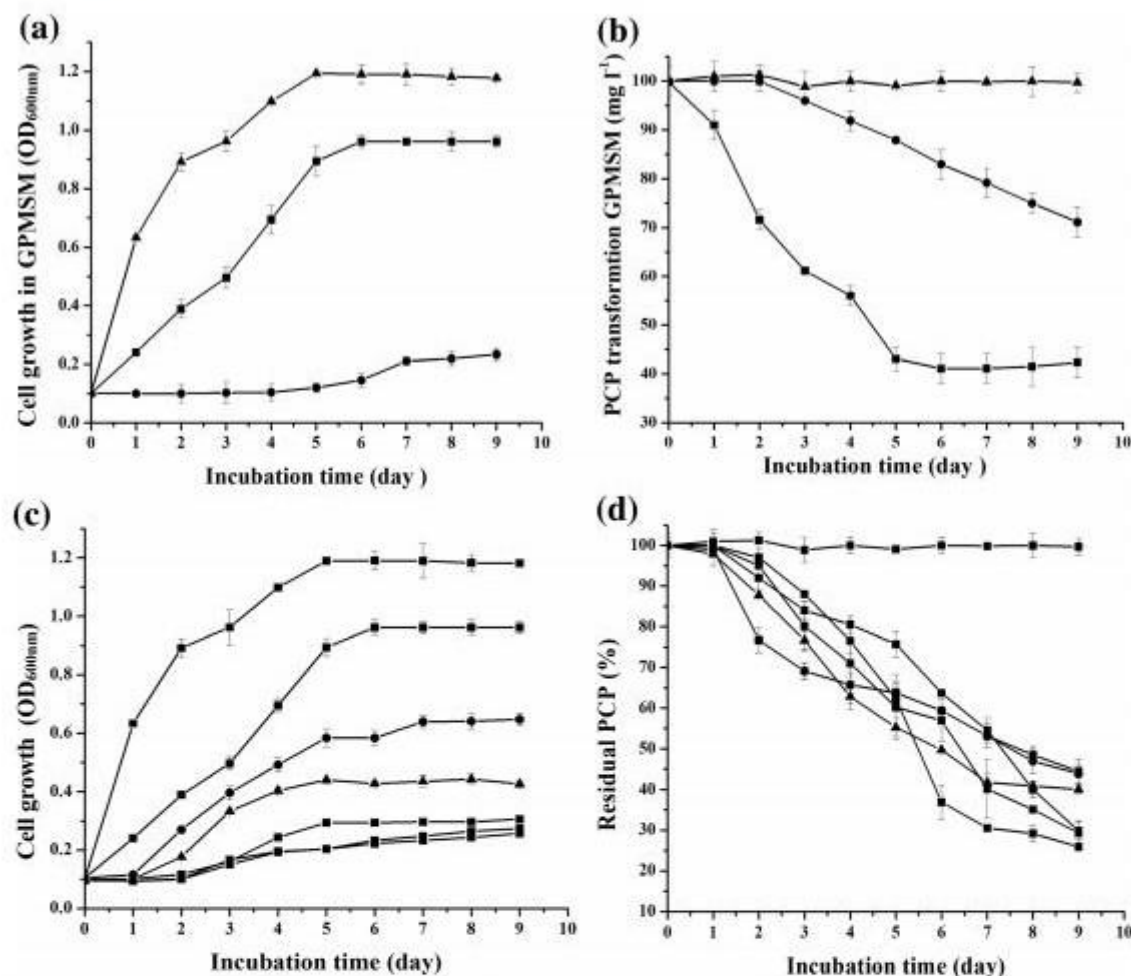 (a)
Cell growth in GPMSM (OD600nm)
1.2
1.0
0.8
0.6
0.4
0.2
0.0
0 1 2 3 4 5 6 7 8 9 10
Incubation time (day )
(b)
PCP transformtion GPMSM (mg l-1)
100
90
80
70
60
50
40
30
0 1 2 3 4 5 6 7 8 9 10
Incubation time (day )
(c)
Cell growth (OD600nm)
1.2
1.0
0.8
0.6
0.4
0.2
0.0
0 1 2 3 4 5 6 7 8 9 10
Incubation time (day)
(d)
Residual PCP (%)
100
90
80
70
60
50
40
30
20
10
0 1 2 3 4 5 6 7 8 9 10
Incubation time (day)